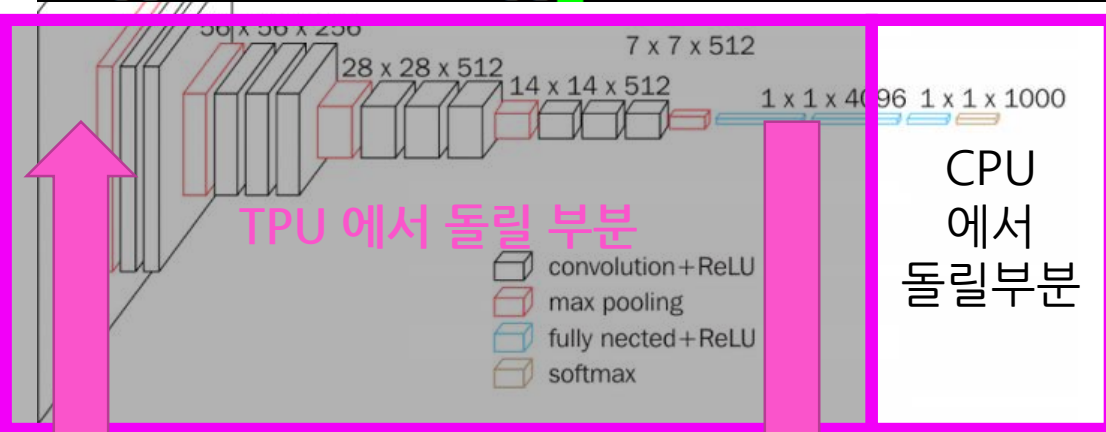 56 x 56 x 256
28 x 28 x 512
14 x 14 x 512
7 x 7 x 512
1 x 1 x 4096
1 x 1 x 1000
TPU 에서 돌릴 부분
CPU
에서
돌릴부분
convolution+ReLU
max pooling
fully nected+ReLU
softmax